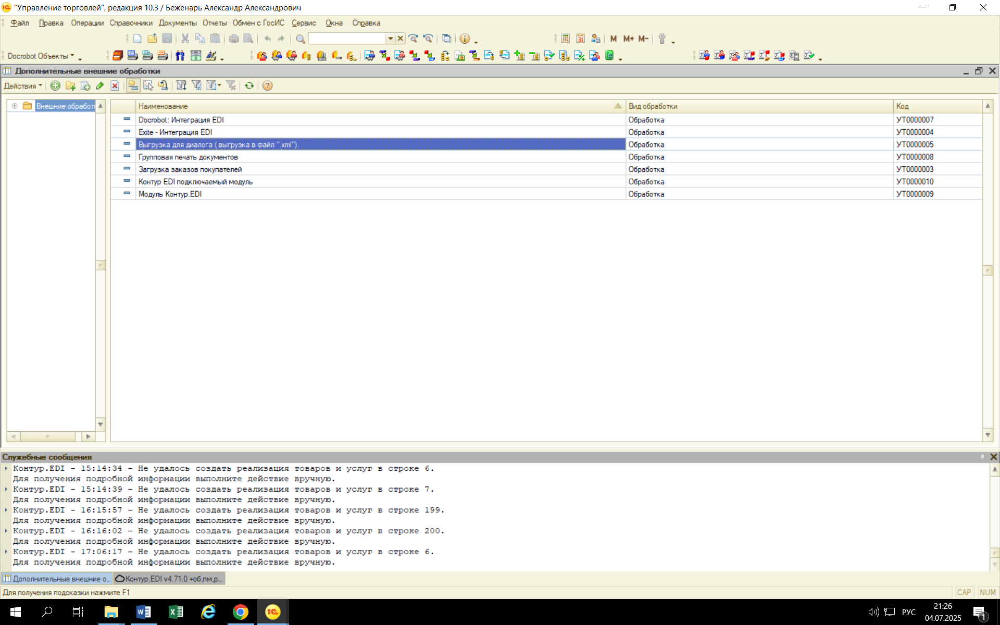 "Управление торговлей", редакция 10.3 / Беженарь Александр Александрович
Файл Правка Операции Справочники Документы Отчеты Обмен с ГосИС Сервис Окна Справка
31 M M+ M-
Docrobot Объекты
Дополнительные внешние обработки
Действия
Внешние обработ
Наименование Вид обработки Код
Docrobot: Интеграция EDI Обработка УТ0000007
Exite - Интеграция EDI Обработка УТ0000004
Выгрузка для диалога ( выгрузка в файл ".xml"). Обработка УТ0000005
Групповая печать документов Обработка УТ0000008
Загрузка заказов покупателей Обработка УТ0000003
Контур EDI подключаемый модуль Обработка УТ0000010
Модуль Контур.EDI Обработка УТ0000009
Служебные сообщения
Контур.EDI - 15:14:34 - Не удалось создать реализация товаров и услуг в строке 6.
Для получения подробной информации выполните действие вручную.
Контур.EDI - 15:14:39 - Не удалось создать реализация товаров и услуг в строке 7.
Для получения подробной информации выполните действие вручную.
Контур.EDI - 16:15:57 - Не удалось создать реализация товаров и услуг в строке 199.
Для получения подробной информации выполните действие вручную.
Контур.EDI - 16:16:02 - Не удалось создать реализация товаров и услуг в строке 200.
Для получения подробной информации выполните действие вручную.
Контур.EDI - 17:06:17 - Не удалось создать реализация товаров и услуг в строке 6.
Для получения подробной информации выполните действие вручную.
Дополнительные внешние о... Контур.EDI v4.71.0 +об,пм,р...
Для получения подсказки нажмите F1 CAP NUM
РУС 21:26
04.07.2025 1